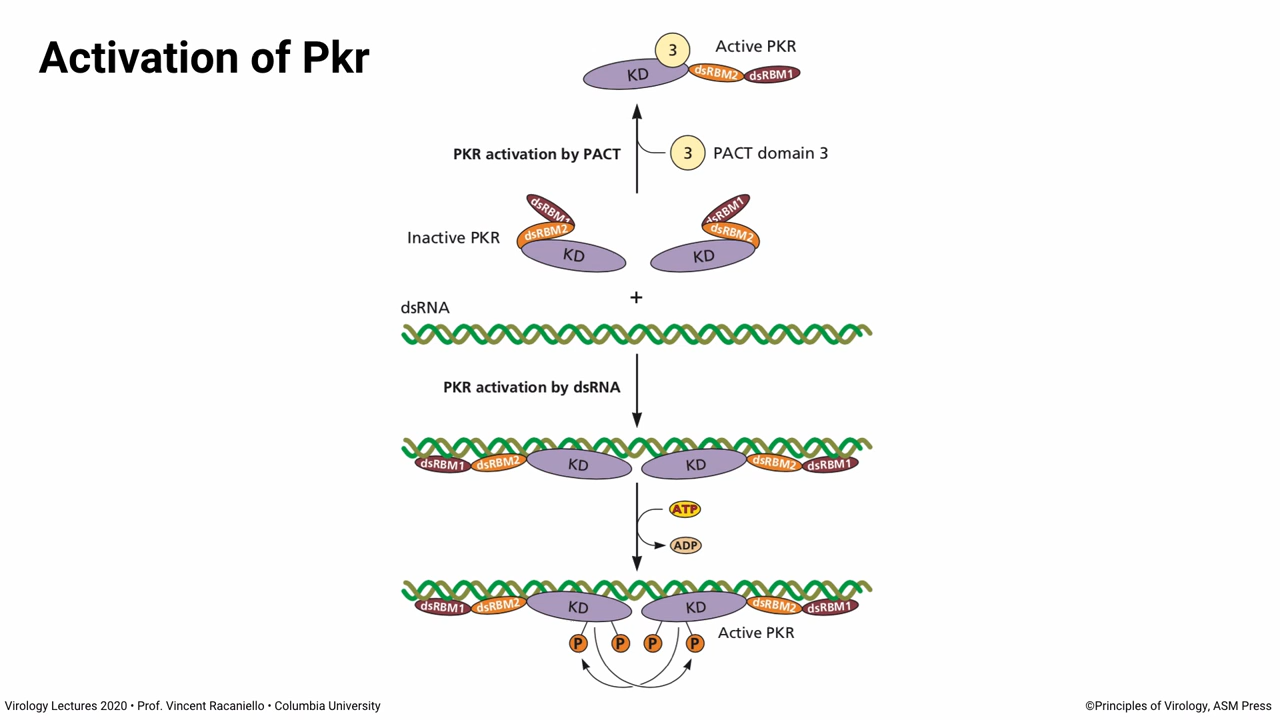 Activation of Pkr
3
Active PKR
KD
dsRBM2
dsRBM1
PKR activation by PACT
3
PACT domain 3
dsRBM1
dsRBM1
Inactive PKR
dsRBM2
dsRBM2
KD
KD
+
dsRNA
PKR activation by dsRNA
dsRBM1
dsRBM2
KD
KD
dsRBM2
dsRBM1
ATP
ADP
dsRBM1
dsRBM2
KD
KD
dsRBM2
dsRBM1
P
P
P
P
Active PKR
Virology Lectures 2020 • Prof. Vincent Racaniello • Columbia University
©Principles of Virology, ASM Press